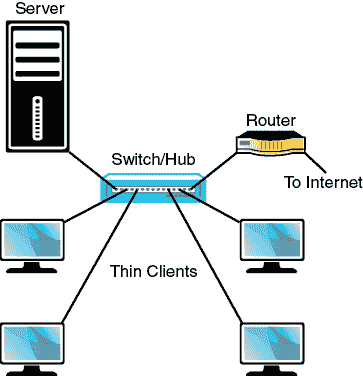 Server
Router
Switch/Hub
To Internet
Thin Clients